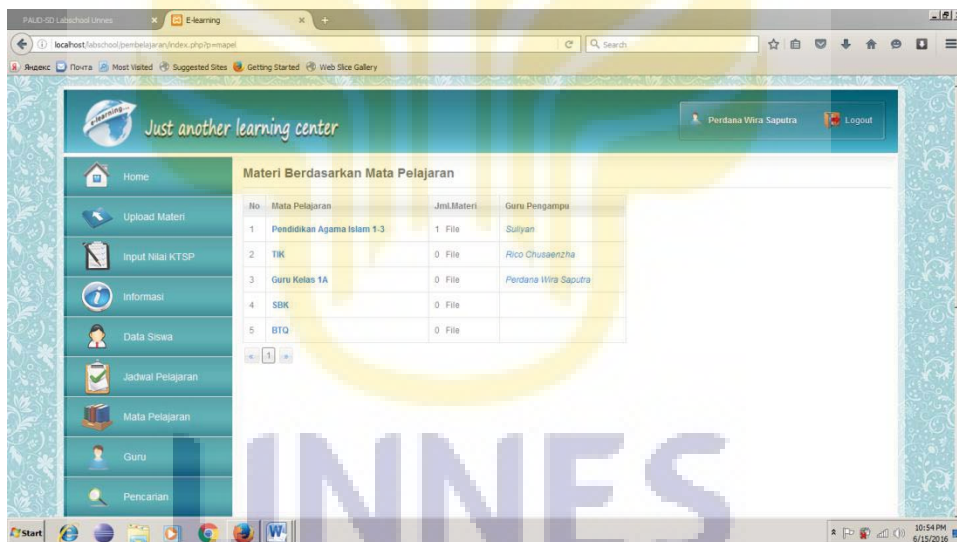 PAUD-SD Labschool Unnes
E-learning
localhost/labschool/pembelajaran/index.php?p=mapel
Search
Яндекс Почта Most Visited Suggested Sites Getting Started Web Slice Gallery
e-learning...
Just another learning center
Perdana Wira Saputra
Logout
Home
Upload Materi
Input Nilai KTSP
Informasi
Data Siswa
Jadwal Pelajaran
Mata Pelajaran
Guru
Pencarian
Materi Berdasarkan Mata Pelajaran
No Mata Pelajaran Jml.Materi Guru Pengampu
1 Pendidikan Agama Islam 1-3 1 File Suliyan
2 TIK 0 File Rico Chusaenzha
3 Guru Kelas 1A 0 File Perdana Wira Saputra
4 SBK 0 File
5 BTQ 0 File
« 1 »
UNNES
Start
10:54 PM
6/15/2016